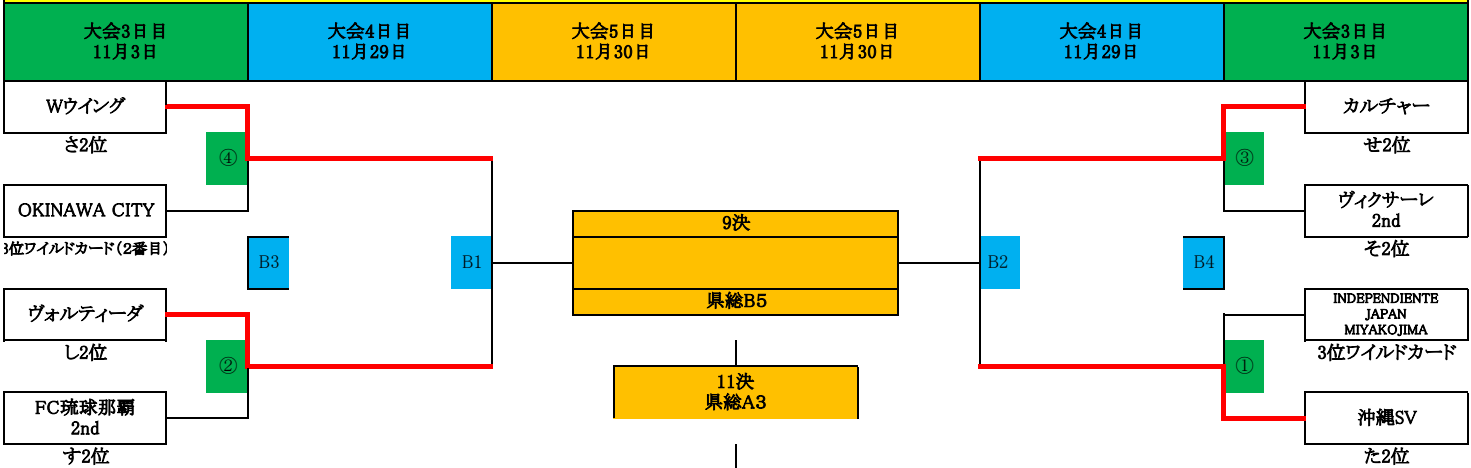 大会3日目
11月3日
大会4日目
11月29日
大会5日目
11月30日
大会5日目
11月30日
大会4日目
11月29日
大会3日目
11月3日
Wウイング
さ2位
④
OKINAWA CITY
3位ワイルドカード(2番目)
B3
B1
ヴォルティーダ
し2位
②
FC琉球那覇
2nd
す2位
9決
県総B5
11決
県総A3
カルチャー
せ2位
③
ヴィクサーレ
2nd
そ2位
B2
B4
INDEPENDIENTE
JAPAN
MIYAKOJIMA
3位ワイルドカード
①
沖縄SV
た2位